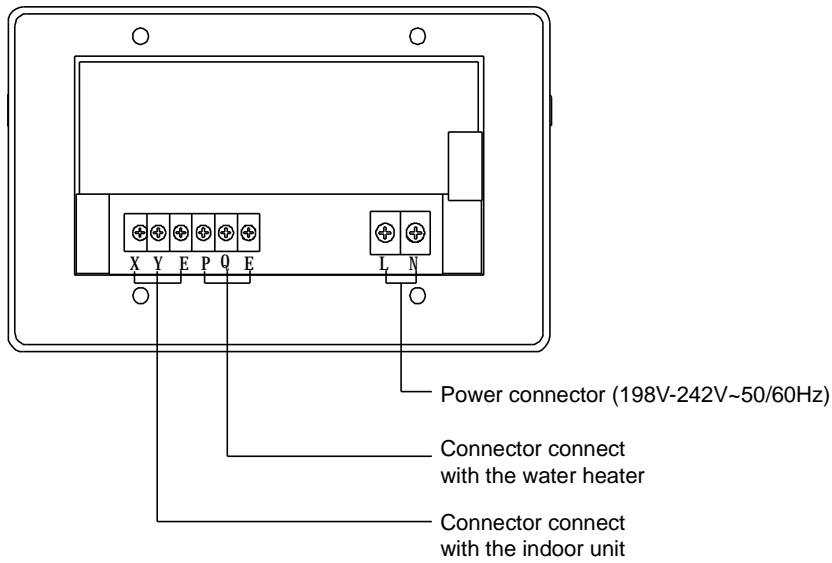 X Y E P Q E L N
Power connector (198V-242V~50/60Hz)
Connector connect
with the water heater
Connector connect
with the indoor unit